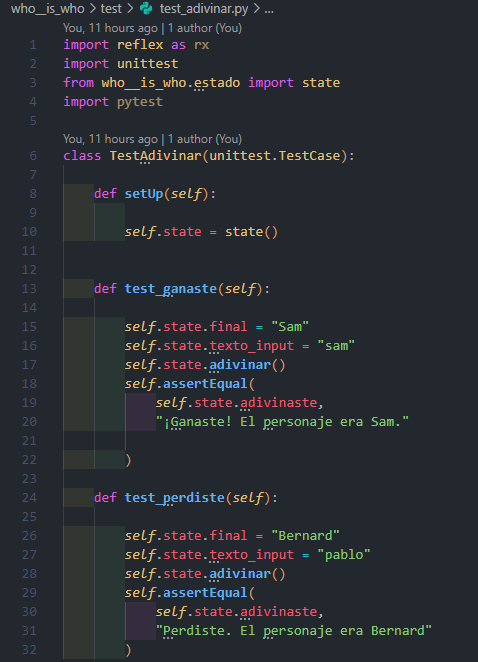 who__is_who > test > test_adivinar.py > ...
You, 11 hours ago | 1 author (You)
1 import reflex as rx
2 import unittest
3 from who__is_who.estado import state
4 import pytest
5
You, 11 hours ago | 1 author (You)
6 class TestAdivinar(unittest.TestCase):
7
8 def setUp(self):
9
10 self.state = state()
11
12
13 def test_ganaste(self):
14
15 self.state.final = "Sam"
16 self.state.texto_input = "sam"
17 self.state.adivinar()
18 self.assertEqual(
19 self.state.adivinaste,
20 "¡Ganaste! El personaje era Sam."
21
22 )
23
24 def test_perdiste(self):
25
26 self.state.final = "Bernard"
27 self.state.texto_input = "pablo"
28 self.state.adivinar()
29 self.assertEqual(
30 self.state.adivinaste,
31 "Perdiste. El personaje era Bernard"
32 )